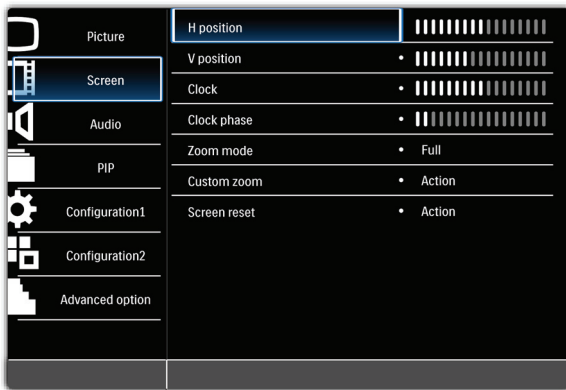 Picture
Screen
Audio
PIP
Configuration1
Configuration2
Advanced option
H position
V position •
Clock •
Clock phase •
Zoom mode • Full
Custom zoom • Action
Screen reset • Action